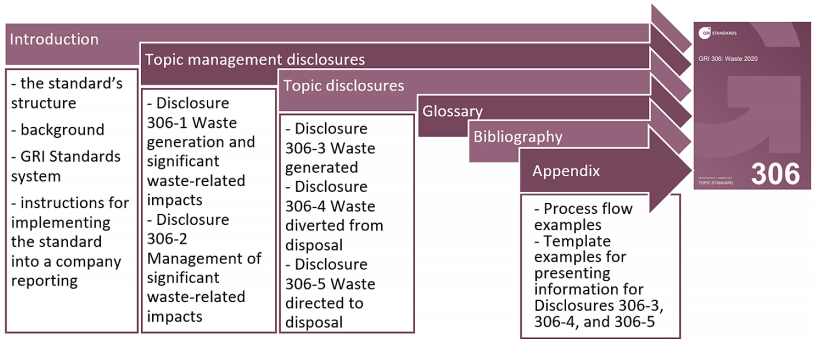 Introduction
- the standard's
structure
- background
- GRI Standards
system
- instructions for
implementing
the standard
into a company
reporting
Topic management disclosures
- Disclosure
306-1 Waste
generation and
significant
waste-related
impacts
- Disclosure
306-2
Management of
significant
waste-related
impacts
Topic disclosures
- Disclosure
306-3 Waste
generated
- Disclosure
306-4 Waste
diverted from
disposal
- Disclosure
306-5 Waste
directed to
disposal
Glossary
Bibliography
Appendix
- Process flow
examples
- Template
examples for
presenting
information for
Disclosures 306-3,
306-4, and 306-5
GRI STANDARDS
GRI 306: Waste 2020
TOPIC STANDARD
306